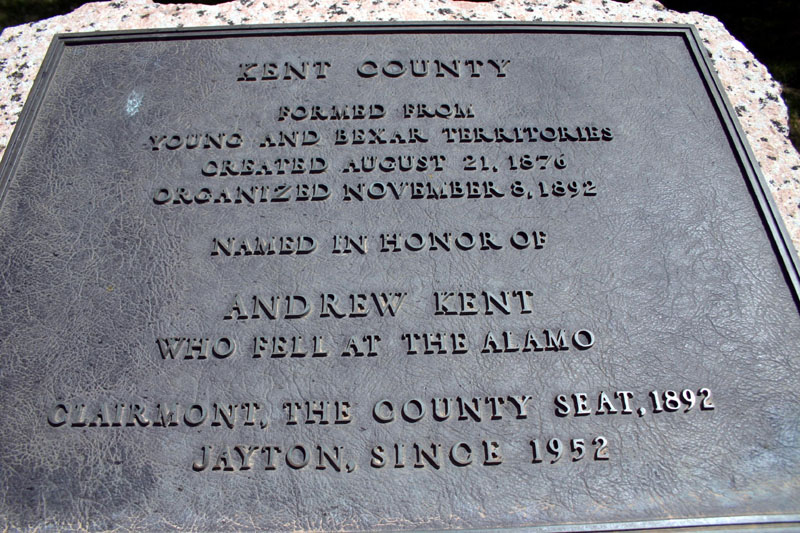 KENT COUNTY
FORMED FROM
YOUNG AND BEXAR TERRITORIES
CREATED AUGUST 21, 1876
ORGANIZED NOVEMBER 8, 1892
NAMED IN HONOR OF
ANDREW KENT
WHO FELL AT THE ALAMO
CLAIRMONT, THE COUNTY SEAT, 1892
JAYTON, SINCE 1952